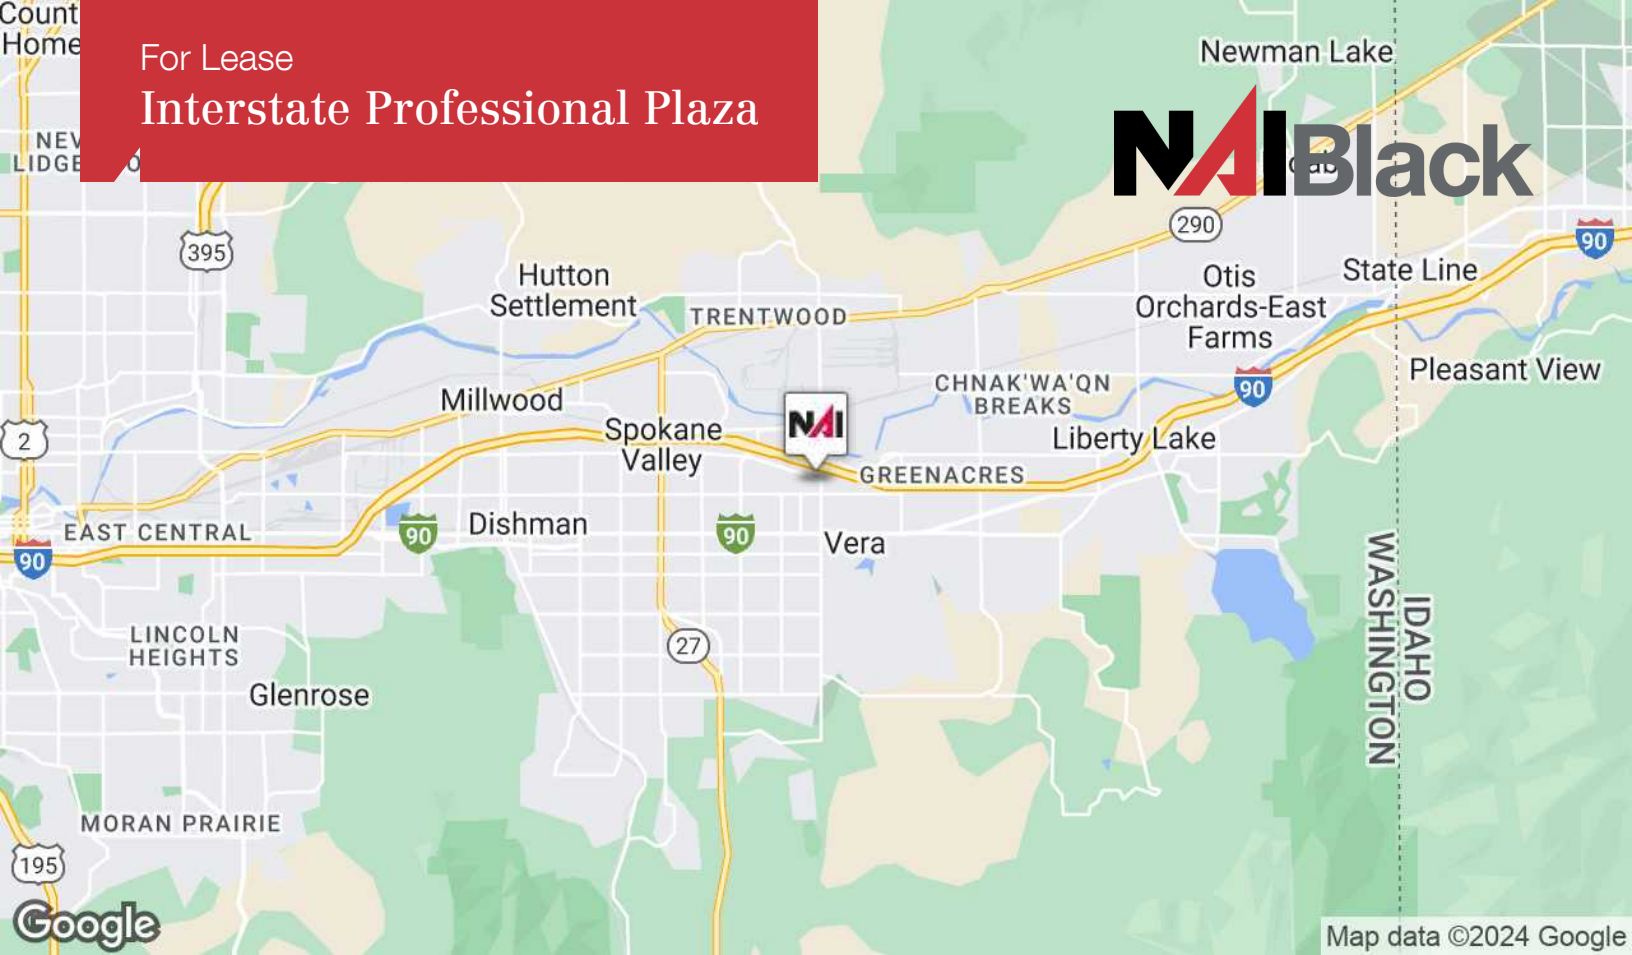 For Lease
Interstate Professional Plaza
NAIBlack
Newman Lake
395
290
90
Hutton
Settlement
TRENTWOOD
Otis
Orchards-East
Farms
State Line
Pleasant View
Millwood
CHNAK'WA'QN
BREAKS
90
2
Spokane
Valley
NAI
Liberty Lake
GREENACRES
EAST CENTRAL
90
90
Dishman
90
Vera
WASHINGTON
IDAHO
LINCOLN
HEIGHTS
27
Glenrose
MORAN PRAIRIE
195
Google
Map data ©2024 Google